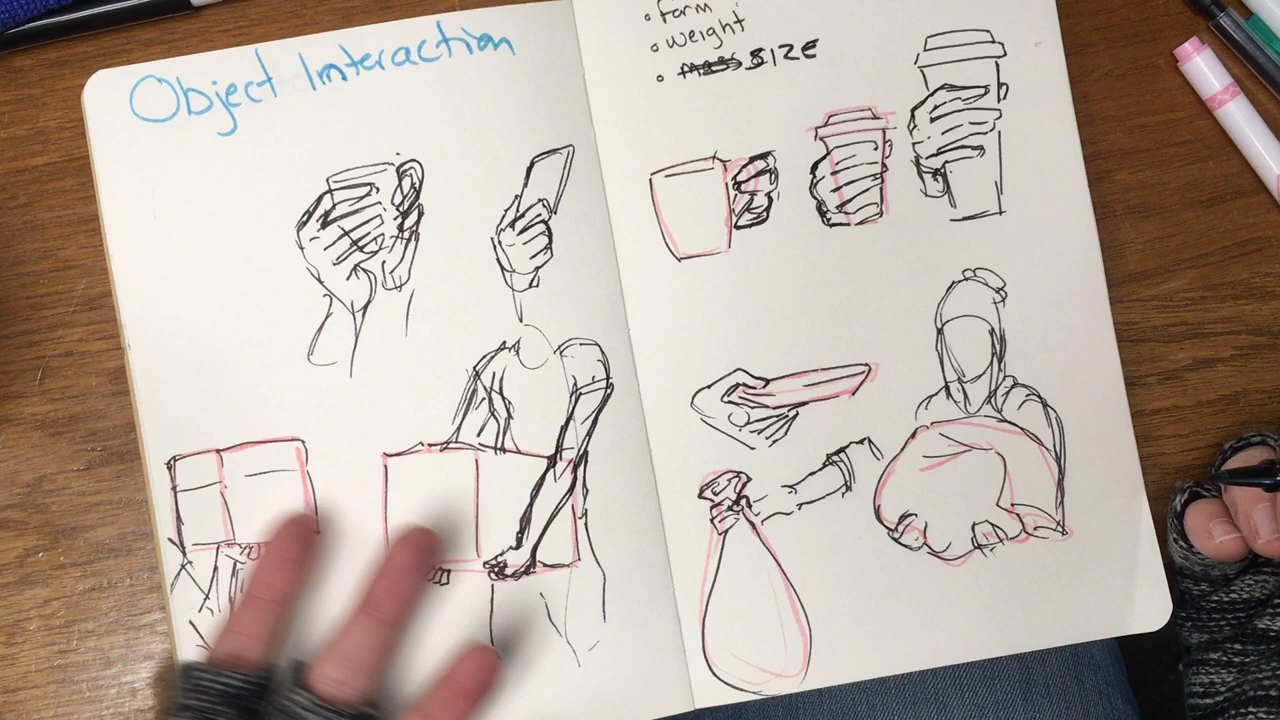 Object Interaction
• form
• weight
• SIZE